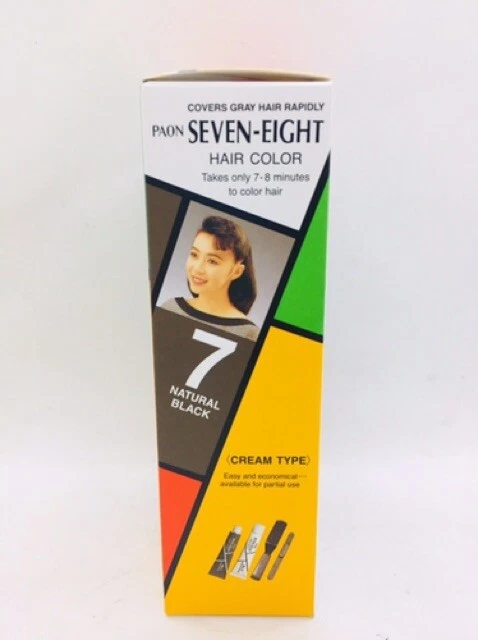 COVERS GRAY HAIR RAPIDLY
PAON SEVEN-EIGHT
HAIR COLOR
Takes only 7-8 minutes
to color hair
7
NATURAL
BLACK
〈CREAM TYPE〉
Easy and economical…
available for partial use